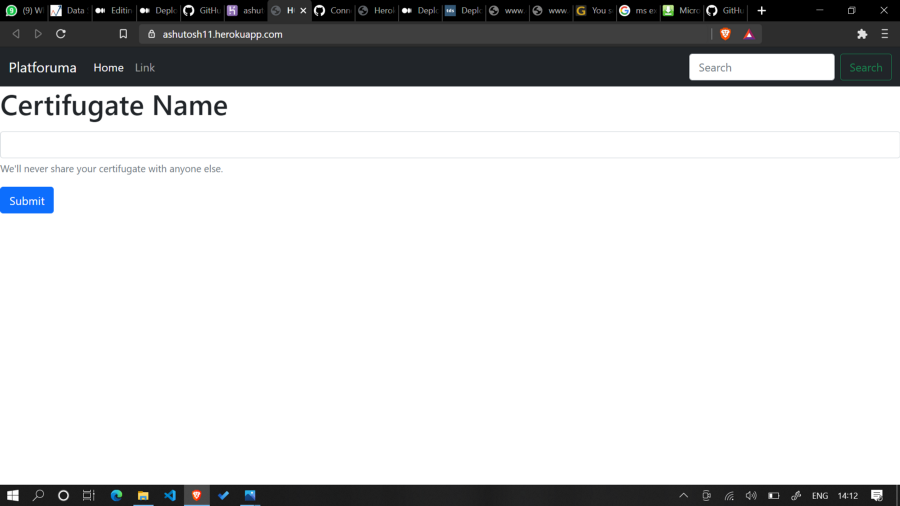 (9) W
Data
Editin
Deplo
GitHu
ashut
He
Conn
Herok
Deplo
Deplo
www.
www.
You s
ms ex
Micro
GitHu
ashutosh11.herokuapp.com
Platforuma Home Link Search Search
Certifugate Name
We'll never share your certifugate with anyone else.
Submit
ENG 14:12